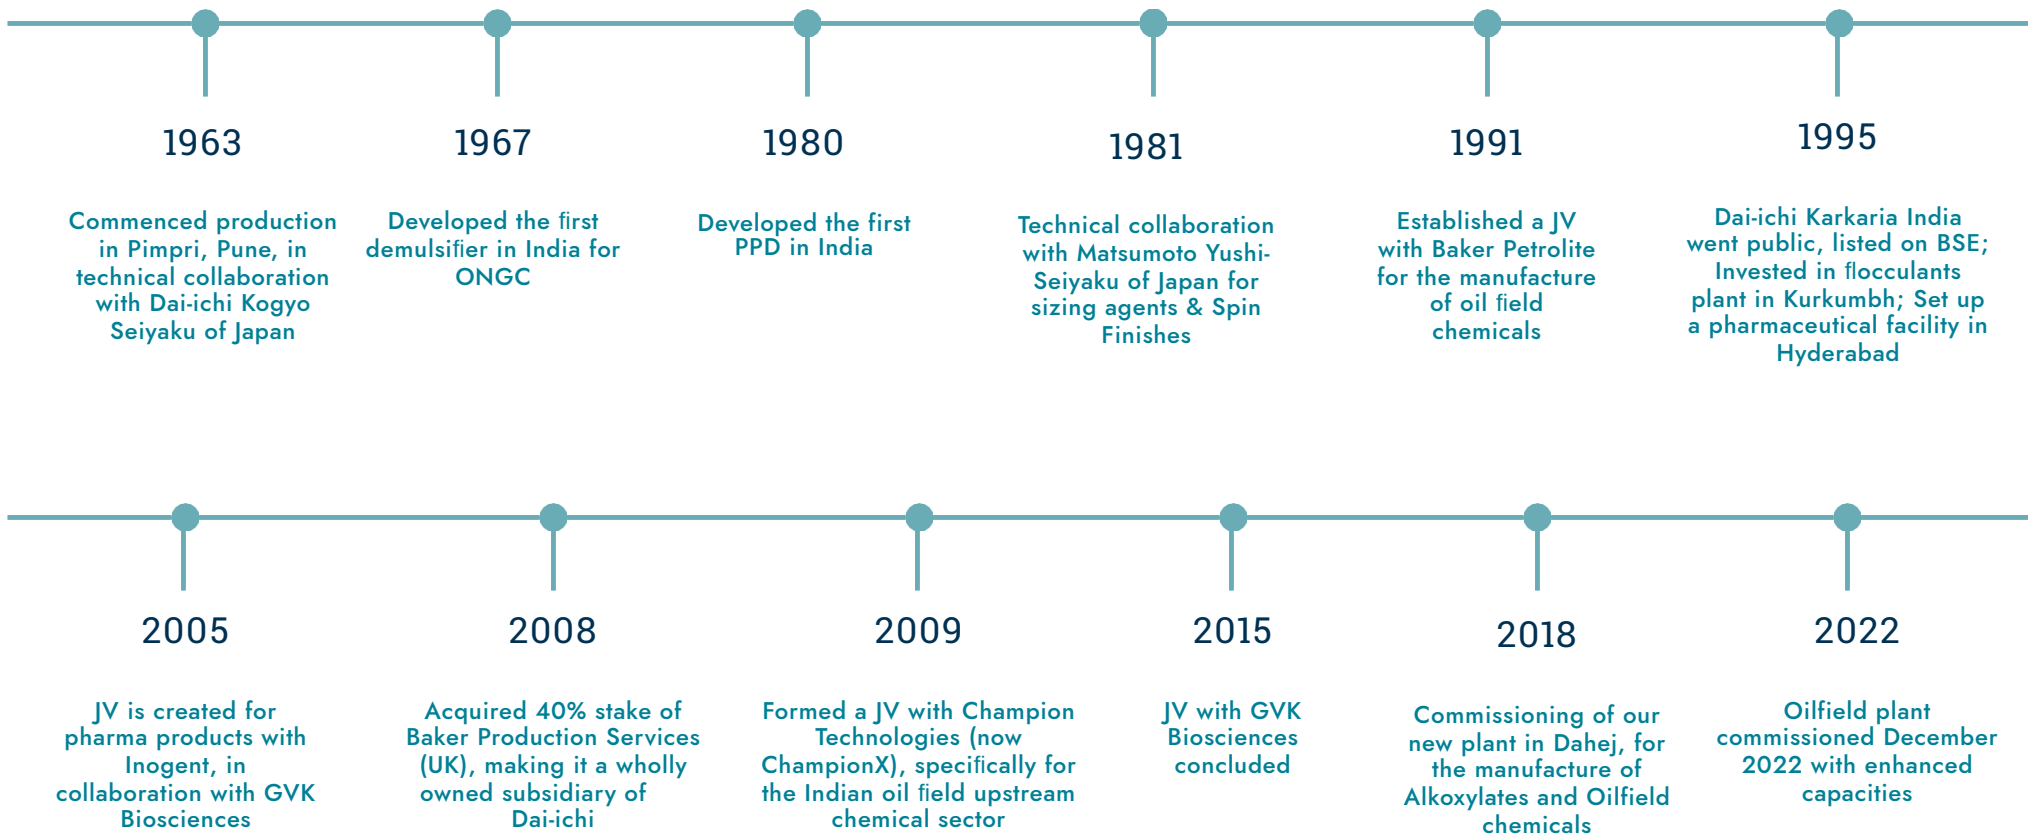 1963
Commenced production
in Pimpri, Pune, in
technical collaboration
with Dai-ichi Kogyo
Seiyaku of Japan
1967
Developed the first
demulsifier in India for
ONGC
1980
Developed the first
PPD in India
1981
Technical collaboration
with Matsumoto Yushi-
Seiyaku of Japan for
sizing agents & Spin
Finishes
1991
Established a JV
with Baker Petrolite
for the manufacture
of oil field
chemicals
1995
Dai-ichi Karkaria India
went public, listed on BSE;
Invested in flocculants
plant in Kurkumbh; Set up
a pharmaceutical facility in
Hyderabad
2005
JV is created for
pharma products with
Inogent, in
collaboration with GVK
Biosciences
2008
Acquired 40% stake of
Baker Production Services
(UK), making it a wholly
owned subsidiary of
Dai-ichi
2009
Formed a JV with Champion
Technologies (now
ChampionX), specifically for
the Indian oil field upstream
chemical sector
2015
JV with GVK
Biosciences
concluded
2018
Commissioning of our
new plant in Dahej, for
the manufacture of
Alkoxylates and Oilfield
chemicals
2022
Oilfield plant
commissioned December
2022 with enhanced
capacities